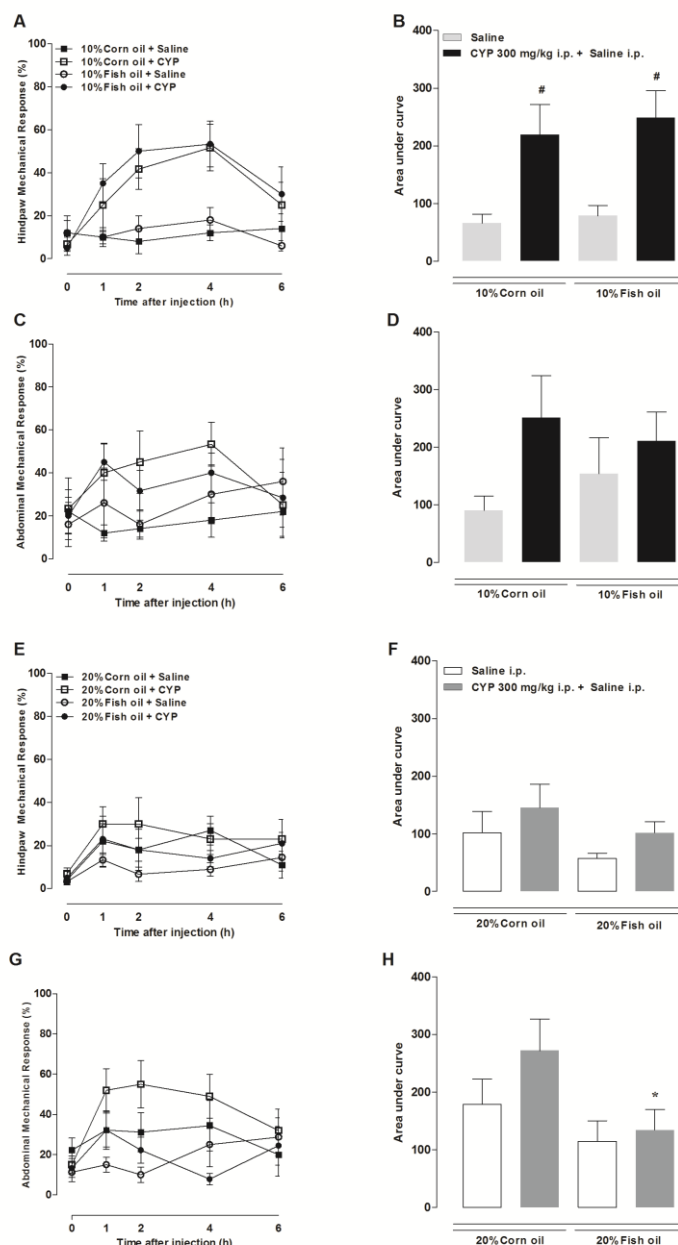 A
Hindpaw Mechanical Response (%)
100
80
60
40
20
0
10%Corn oil + Saline
10%Corn oil + CYP
10%Fish oil + Saline
10%Fish oil + CYP
0 1 2 4 6
Time after injection (h)
B
Area under curve
400
300
200
100
0
Saline
CYP 300 mg/kg i.p. + Saline i.p.
# #
10%Corn oil 10%Fish oil
C
Abdominal Mechanical Response (%)
100
80
60
40
20
0
0 1 2 4 6
Time after injection (h)
D
Area under curve
400
300
200
100
0
10%Corn oil 10%Fish oil
E
Hindpaw Mechanical Response (%)
100
80
60
40
20
0
20%Corn oil + Saline
20%Corn oil + CYP
20%Fish oil + Saline
20%Fish oil + CYP
0 1 2 4 6
Time after injection (h)
F
Area under curve
400
300
200
100
0
Saline i.p.
CYP 300 mg/kg i.p. + Saline i.p.
20%Corn oil 20%Fish oil
G
Abdominal Mechanical Response (%)
100
80
60
40
20
0
0 1 2 4 6
Time after injection (h)
H
Area under curve
400
300
200
100
0
*
20%Corn oil 20%Fish oil